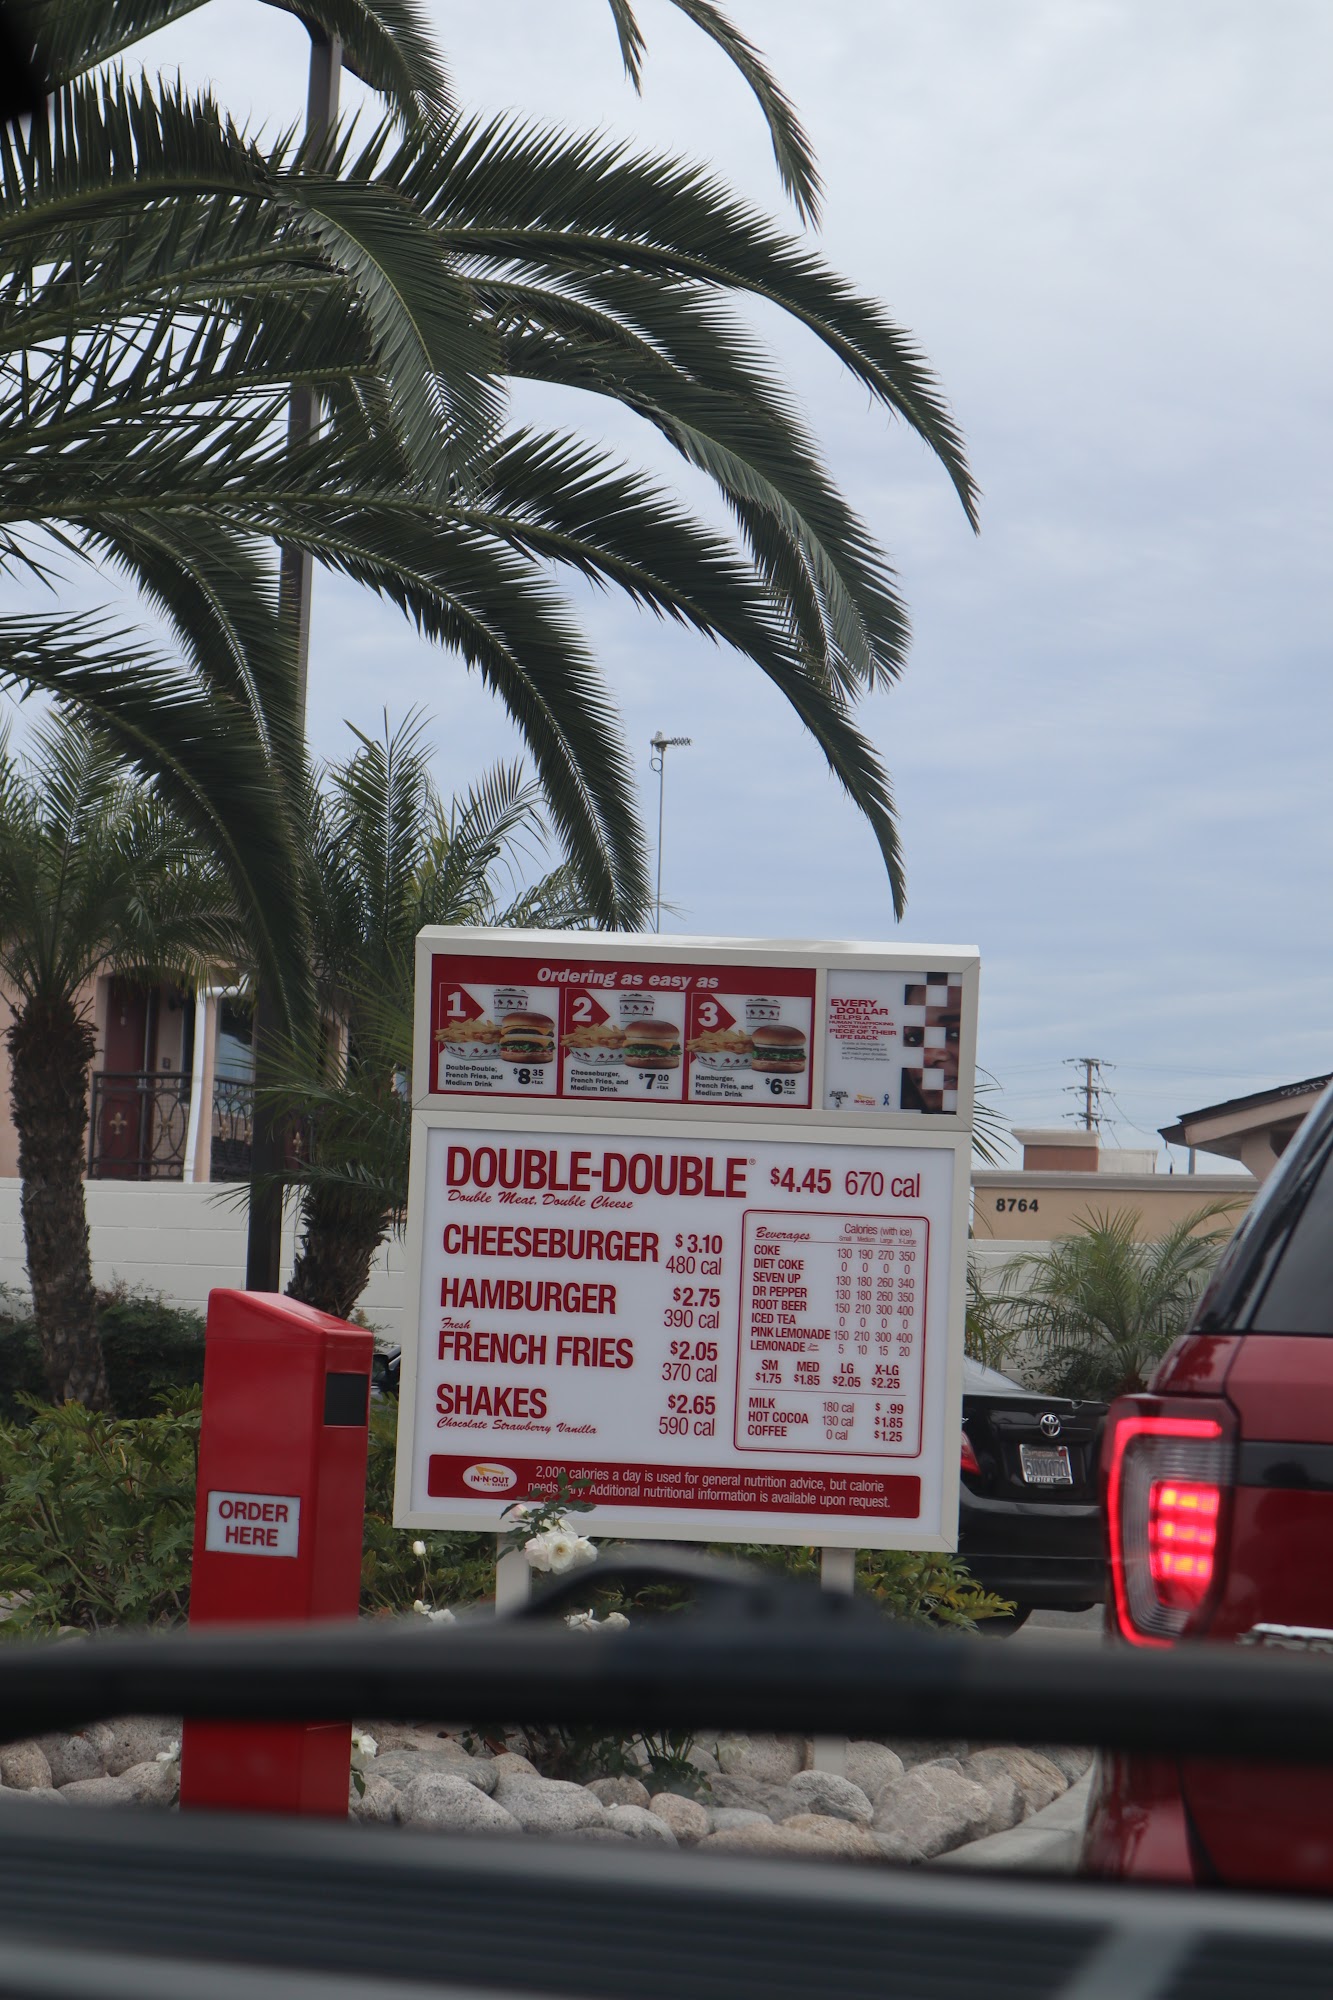 Ordering as easy as
1
Double-Double,
French Fries, and
Medium Drink
$8.35
+tax
2
Cheeseburger,
French Fries, and
Medium Drink
$7.00
+tax
3
Hamburger,
French Fries, and
Medium Drink
$6.65
+tax
EVERY
DOLLAR
HELPS A
HUMAN TRAFFICKING
VICTIM GET A
PIECE OF THEIR
LIFE BACK
DOUBLE-DOUBLE® $4.45 670 cal
Double Meat, Double Cheese
CHEESEBURGER $3.10
480 cal
HAMBURGER $2.75
390 cal
Fresh
FRENCH FRIES $2.05
370 cal
SHAKES $2.65
Chocolate Strawberry Vanilla 590 cal
Beverages Calories (with ice)
Small Medium Large X-Large
COKE 130 190 270 350
DIET COKE 0 0 0 0
SEVEN UP 130 180 260 340
DR PEPPER 130 180 260 350
ROOT BEER 150 210 300 400
ICED TEA 0 0 0 0
PINK LEMONADE 150 210 300 400
LEMONADE 5 10 15 20
SM MED LG X-LG
$1.75 $1.85 $2.05 $2.25
MILK 180 cal $ .99
HOT COCOA 130 cal $1.85
COFFEE 0 cal $1.25
IN-N-OUT
2,000 calories a day is used for general nutrition advice, but calorie
needs vary. Additional nutritional information is available upon request.
8764
ORDER
HERE